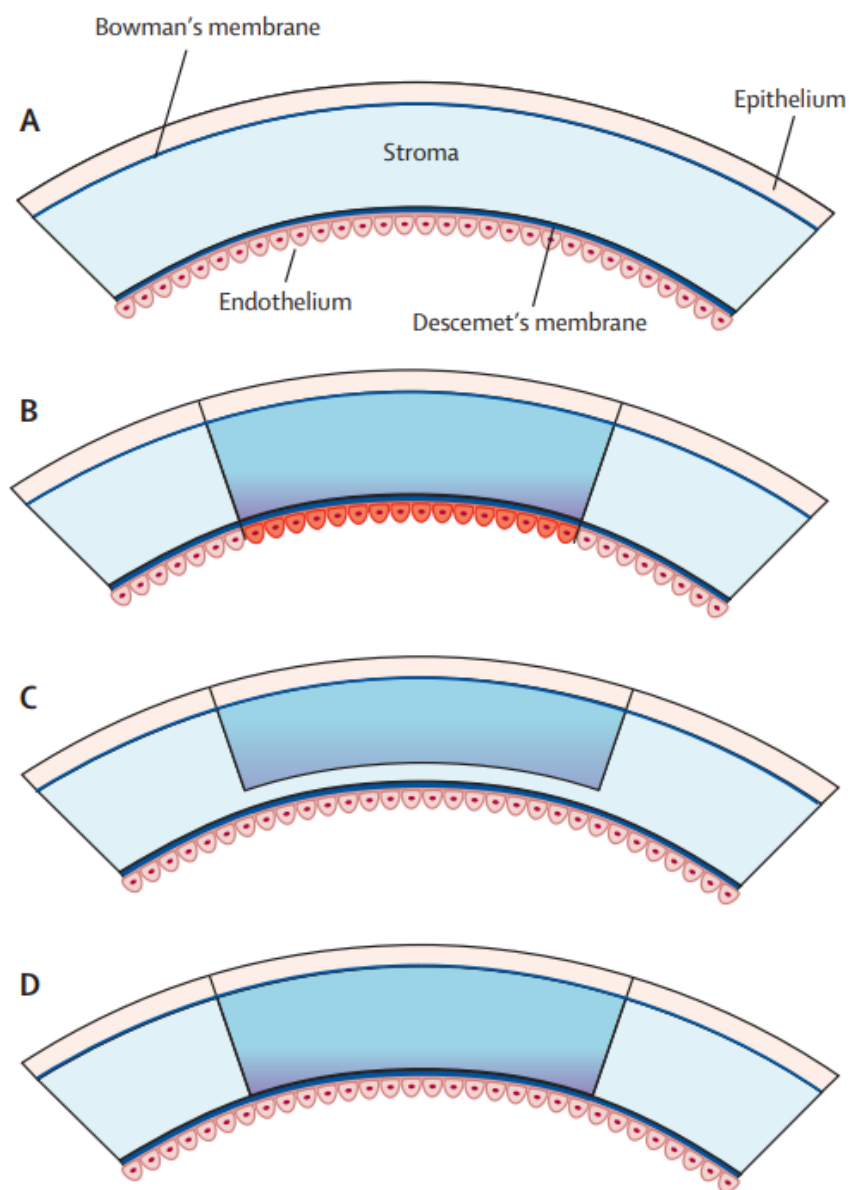 Bowman's membrane
Epithelium
A
Stroma
Endothelium
Descemet's membrane
B
C
D